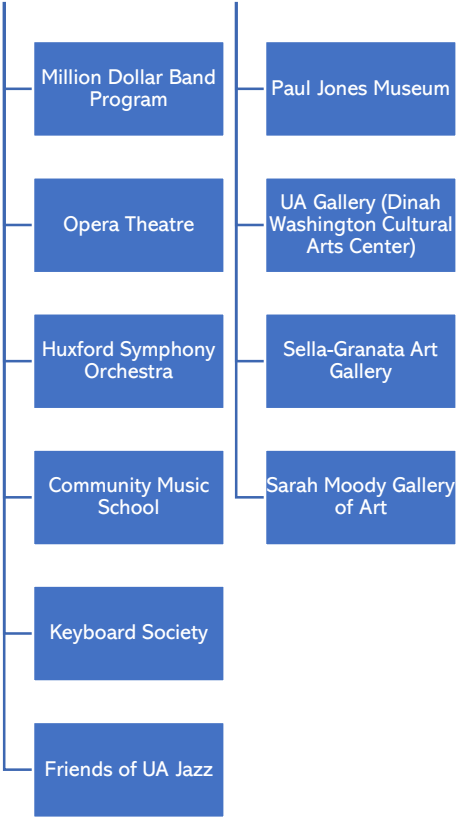 Million Dollar Band
Program
Opera Theatre
Huxford Symphony
Orchestra
Community Music
School
Keyboard Society
Friends of UA Jazz
Paul Jones Museum
UA Gallery (Dinah
Washington Cultural
Arts Center)
Sella-Granata Art
Gallery
Sarah Moody Gallery
of Art